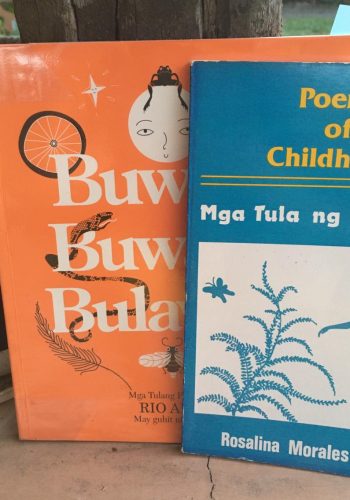 Buw
Buw
Bula
Mga Tulang
RIO A
May guhit
Poe
of
Childh
Mga Tula ng
Rosalina Morales